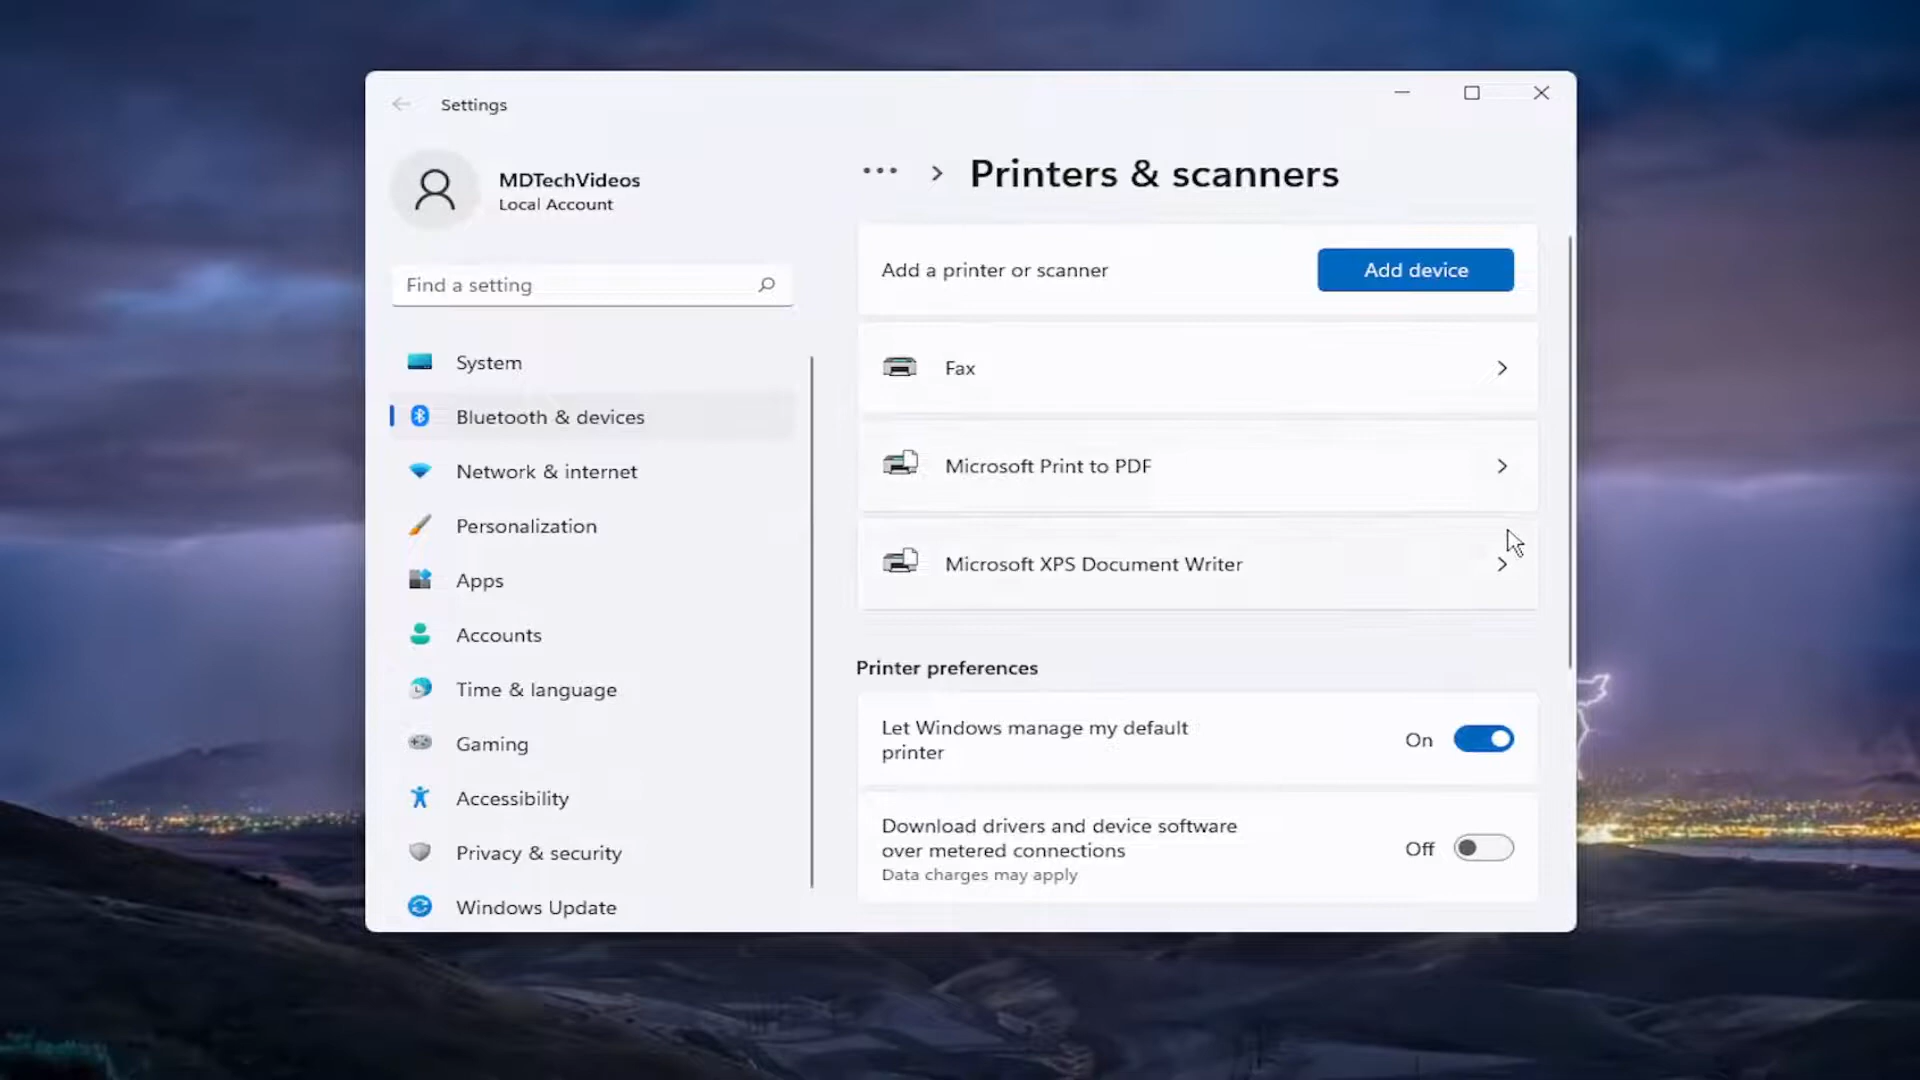 Settings
MDTechVideos
Local Account
Find a setting
System
Bluetooth & devices
Network & internet
Personalization
Apps
Accounts
Time & language
Gaming
Accessibility
Privacy & security
Windows Update
Printers & scanners
Add a printer or scanner
Add device
Fax
Microsoft Print to PDF
Microsoft XPS Document Writer
Printer preferences
Let Windows manage my default
printer
On
Download drivers and device software
over metered connections
Data charges may apply
Off